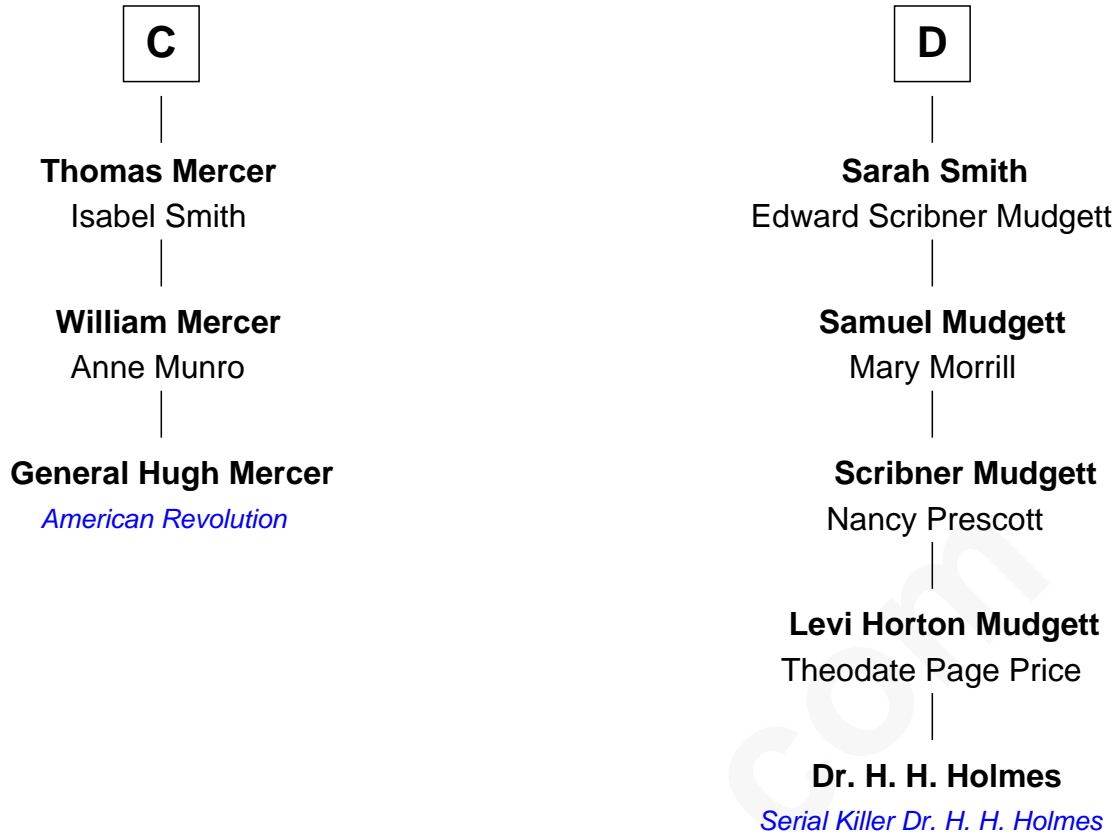 C
Thomas Mercer
Isabel Smith
William Mercer
Anne Munro
General Hugh Mercer
American Revolution
D
Sarah Smith
Edward Scribner Mudgett
Samuel Mudgett
Mary Morrill
Scribner Mudgett
Nancy Prescott
Levi Horton Mudgett
Theodate Page Price
Dr. H. H. Holmes
Serial Killer Dr. H. H. Holmes
com